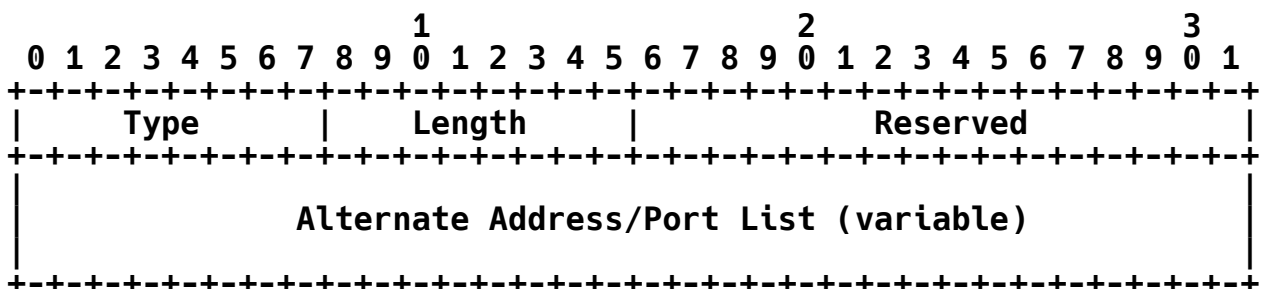 1                   2                   3
 0 1 2 3 4 5 6 7 8 9 0 1 2 3 4 5 6 7 8 9 0 1 2 3 4 5 6 7 8 9 0 1
+-+-+-+-+-+-+-+-+-+-+-+-+-+-+-+-+-+-+-+-+-+-+-+-+-+-+-+-+-+-+-+-+
|     Type      |    Length     |            Reserved           |
+-+-+-+-+-+-+-+-+-+-+-+-+-+-+-+-+-+-+-+-+-+-+-+-+-+-+-+-+-+-+-+-+
|                                                               |
|              Alternate Address/Port List (variable)           |
|                                                               |
+-+-+-+-+-+-+-+-+-+-+-+-+-+-+-+-+-+-+-+-+-+-+-+-+-+-+-+-+-+-+-+-+